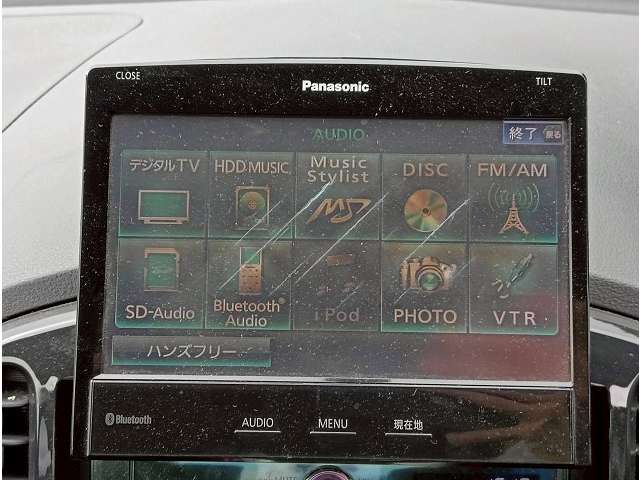 CLOSE
TILT
Panasonic
AUDIO
終了 戻る
デジタルTV
HDD MUSIC
Music Stylist
DISC
FM/AM
MS
SD-Audio
Bluetooth®
Audio
iPod
PHOTO
VTR
ハンズフリー
Bluetooth
AUDIO
MENU
現在地
MUTE